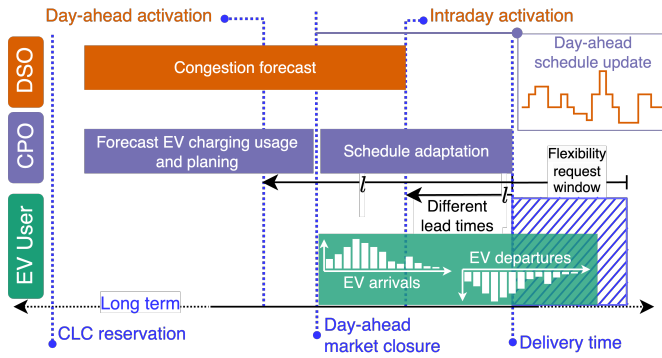 Day-ahead activation
Intraday activation
DSO
Congestion forecast
Day-ahead
schedule update
CPO
Forecast EV charging usage
and planing
Schedule adaptation
Flexibility
request
window
l
l
Different
lead times
EV User
EV arrivals
EV departures
Long term
CLC reservation
Day-ahead
market closure
Delivery time